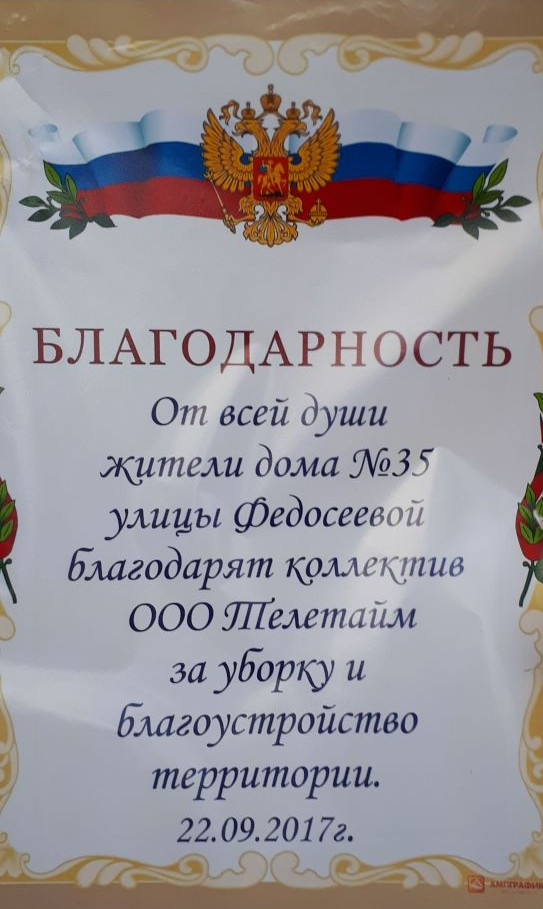 БЛАГОДАРНОСТЬ
От всей души
жители дома №35
улицы Федосеевой
благодарят коллектив
ООО Телетайм
за уборку и
благоустройство
территории.
22.09.2017г.